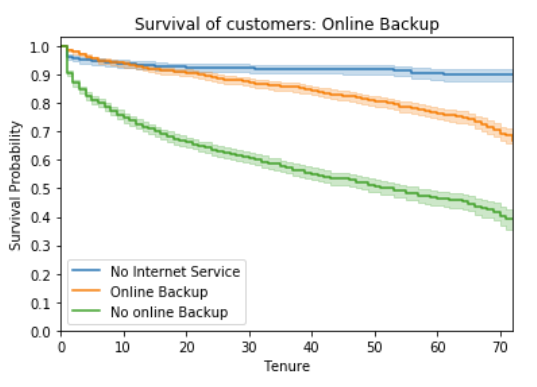 Survival of customers: Online Backup
1.0
0.9
0.8
0.7
0.6
0.5
0.4
0.3
0.2
0.1
0.0
Survival Probability
No Internet Service
Online Backup
No online Backup
0 10 20 30 40 50 60 70
Tenure